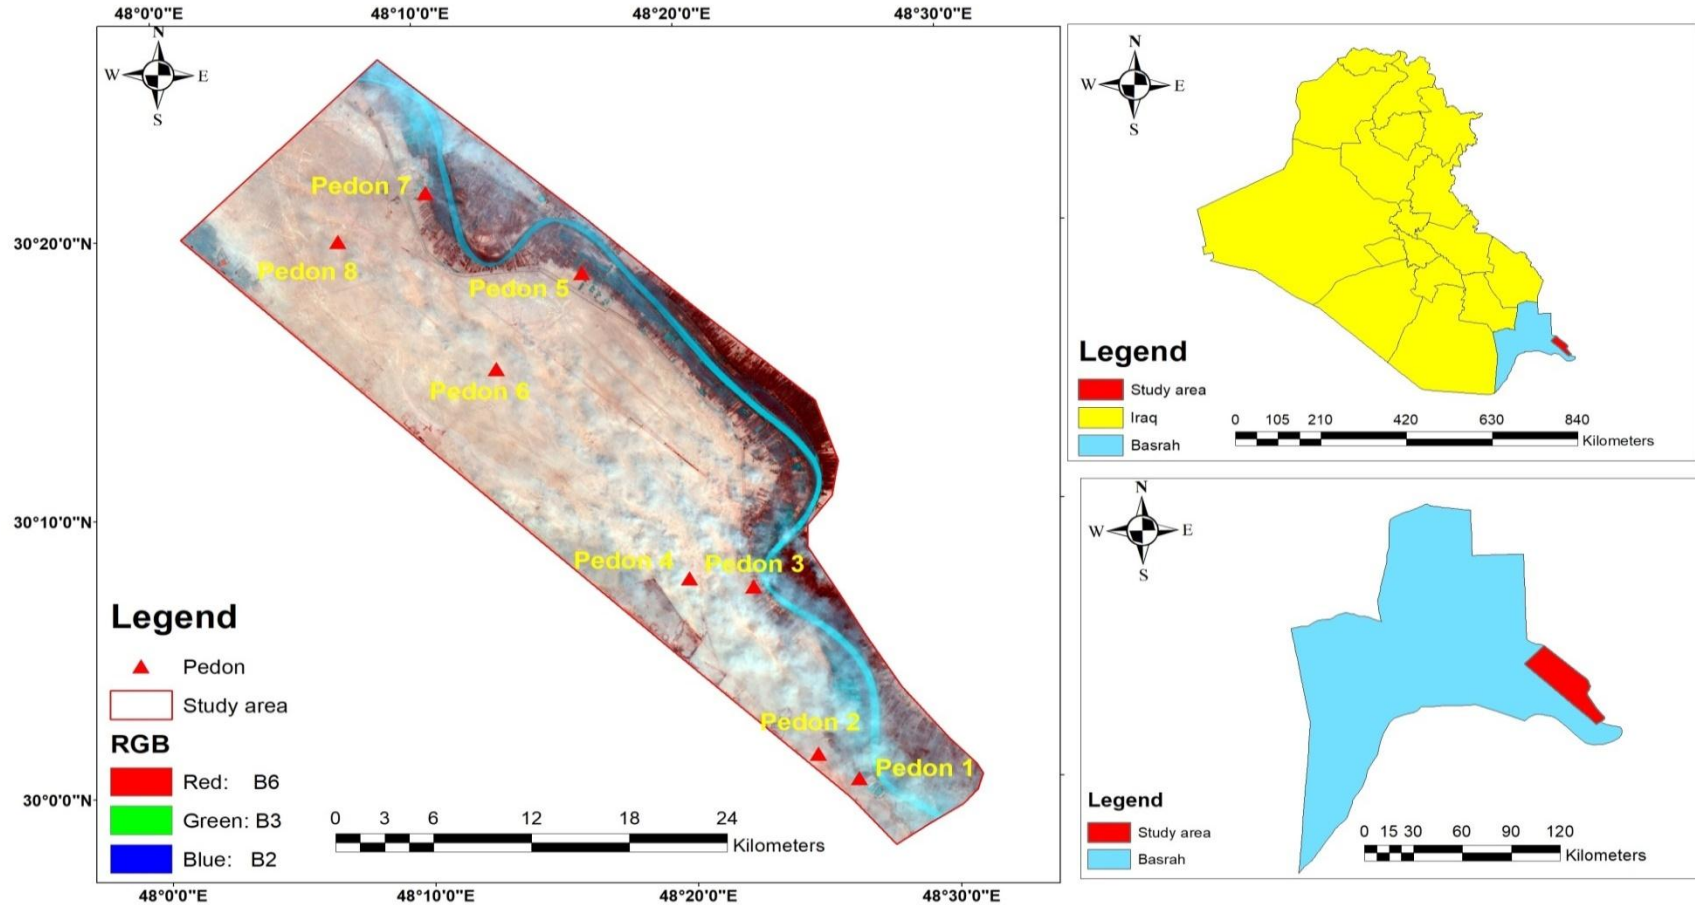 48°0'0"E 48°10'0"E 48°20'0"E 48°30'0"E
N
W E
S
30°20'0"N
30°10'0"N
30°0'0"N
Pedon 7
Pedon 8
Pedon 5
Pedon 6
Pedon 4 Pedon 3
Pedon 2
Pedon 1
Legend
Pedon
Study area
RGB
Red: B6
Green: B3
Blue: B2
0 3 6 12 18 24
Kilometers
48°0'0"E 48°10'0"E 48°20'0"E 48°30'0"E
N
W E
S
Legend
Study area
Iraq
Basrah
0 105 210 420 630 840
Kilometers
N
W E
S
Legend
Study area
Basrah
0 15 30 60 90 120
Kilometers